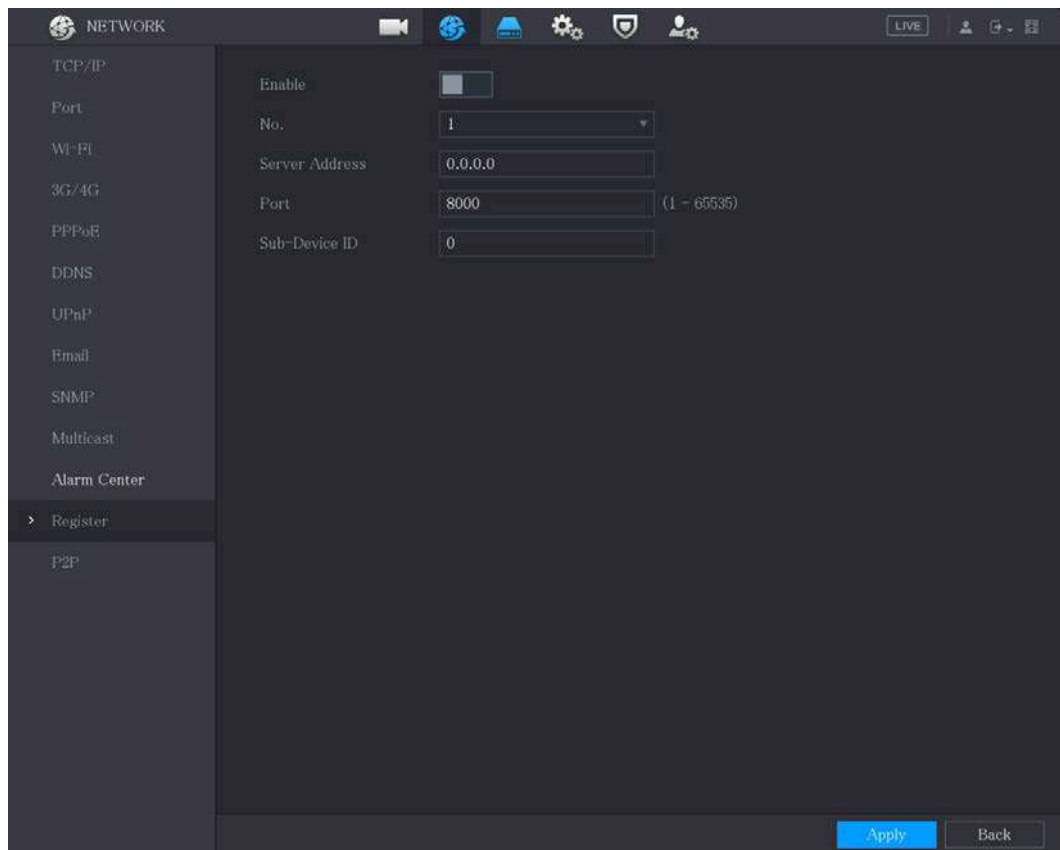 NETWORK
LIVE
TCP/IP
Port
Wi-Fi
3G/4G
PPPoE
DDNS
UPnP
Email
SNMP
Multicast
Alarm Center
Register
P2P
Enable
No. 1
Server Address 0.0.0.0
Port 8000 (1 - 65535)
Sub-Device ID 0
Apply Back